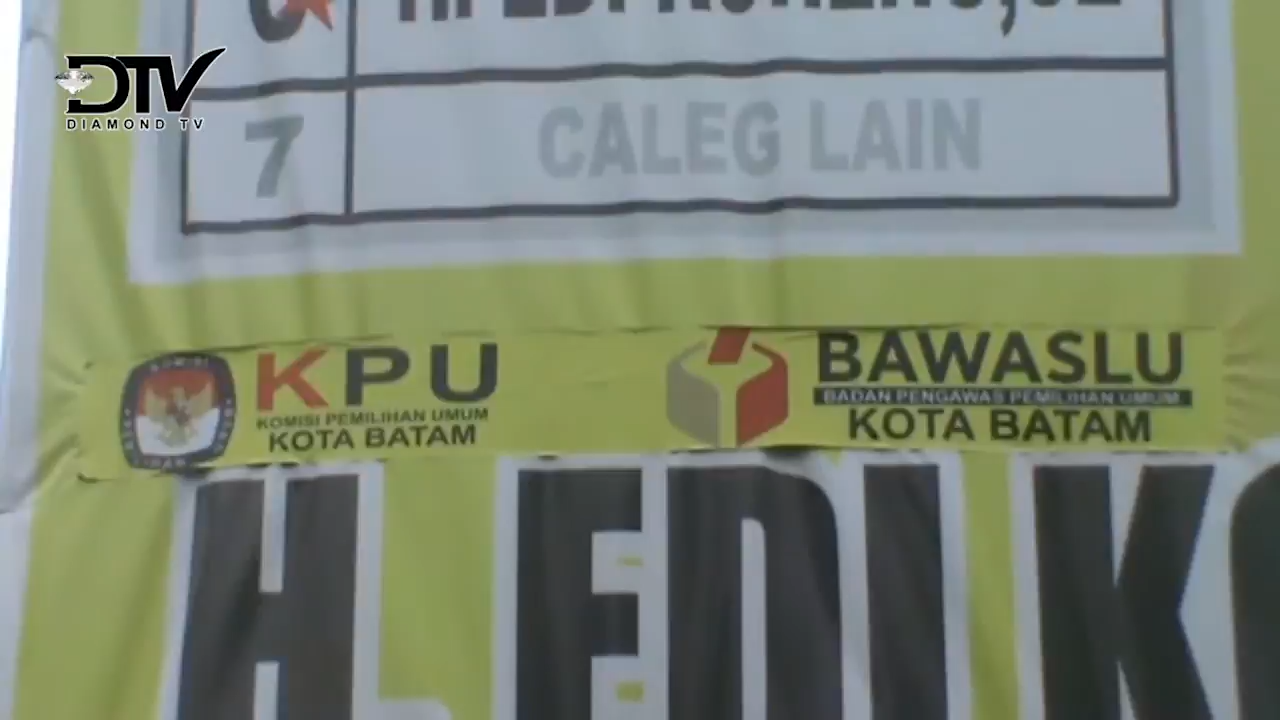 DTV
DIAMOND TV
7 CALEG LAIN
KPU
KOMISI PEMILIHAN UMUM
KOTA BATAM
BAWASLU
BADAN PENGAWAS PEMILIHAN UMUM
KOTA BATAM
H. EDI